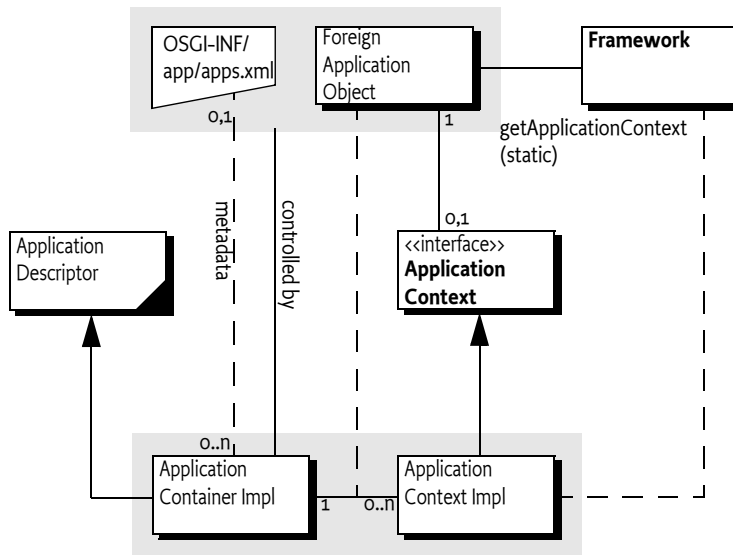 OSGI-INF/
app/apps.xml
Foreign
Application
Object
Framework
0,1
1
getApplicationContext
(static)
metadata
controlled by
0,1
Application
Descriptor
<<interface>>
Application
Context
0..n
Application
Container Impl
1
0..n
Application
Context Impl